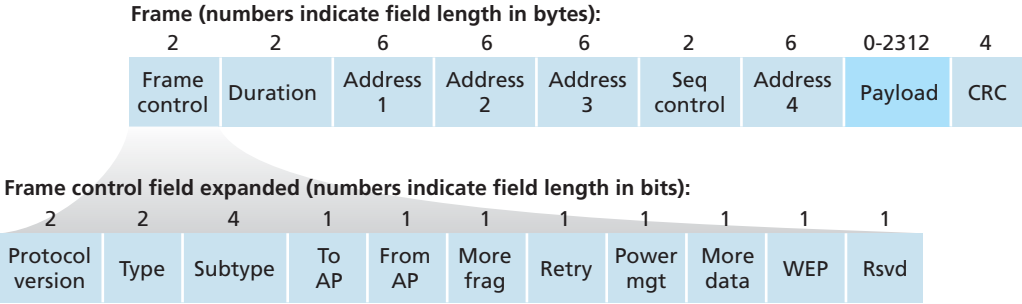 Frame (numbers indicate field length in bytes):
2 2 6 6 6 2 6 0-2312 4
Frame control Duration Address 1 Address 2 Address 3 Seq control Address 4 Payload CRC
Frame control field expanded (numbers indicate field length in bits):
2 2 4 1 1 1 1 1 1 1 1
Protocol version Type Subtype To AP From AP More frag Retry Power mgt More data WEP Rsvd